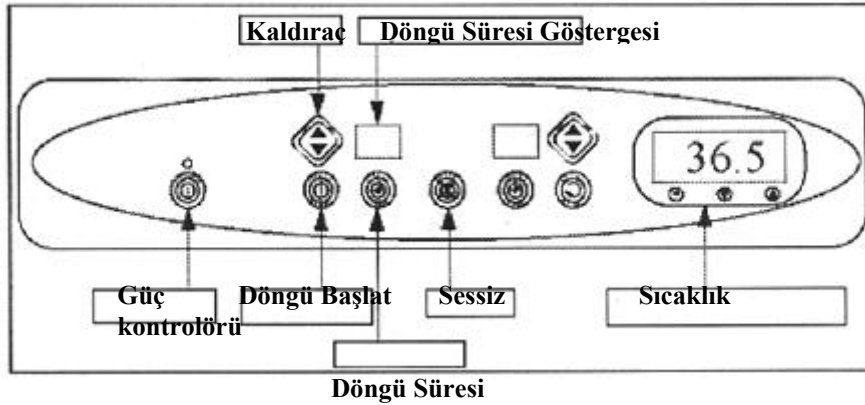 Kaldıraç
Döngü Süresi Göstergesi
36.5
Güç
kontrolörü
Döngü Başlat
Sessiz
Sıcaklık
Döngü Süresi